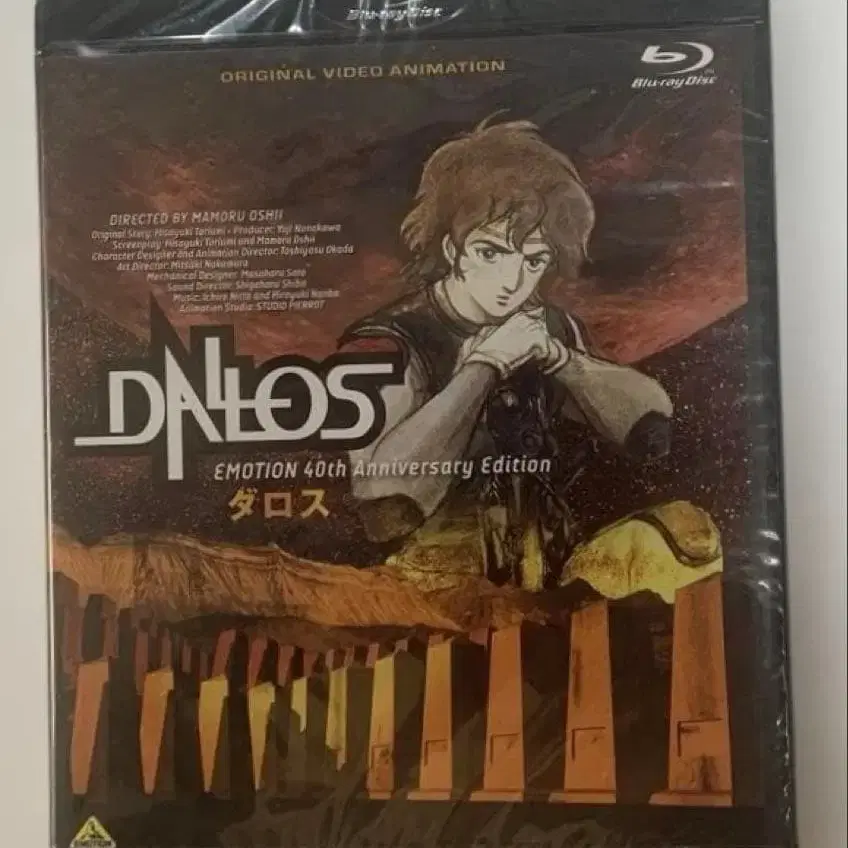 Blu-ray Disc
ORIGINAL VIDEO ANIMATION
Blu-ray Disc
DIRECTED BY MAMORU OSHII
Original Story: Hisayuki Toriumi • Producer: Yuji Nunokawa
Screenplay: Hisayuki Toriumi and Mamoru Oshii
Character Designer and Animation Director: Toshiyasu Okada
Art Director: Mitsuki Nakamura
Mechanical Designer: Masaharu Sato
Sound Director: Shigeharu Shiba
Music: Ichiro Nitta and Hiroyuki Nanba
Animation Studio: STUDIO PIERROT
DALLOS
EMOTION 40th Anniversary Edition
ダロス
EMOTION